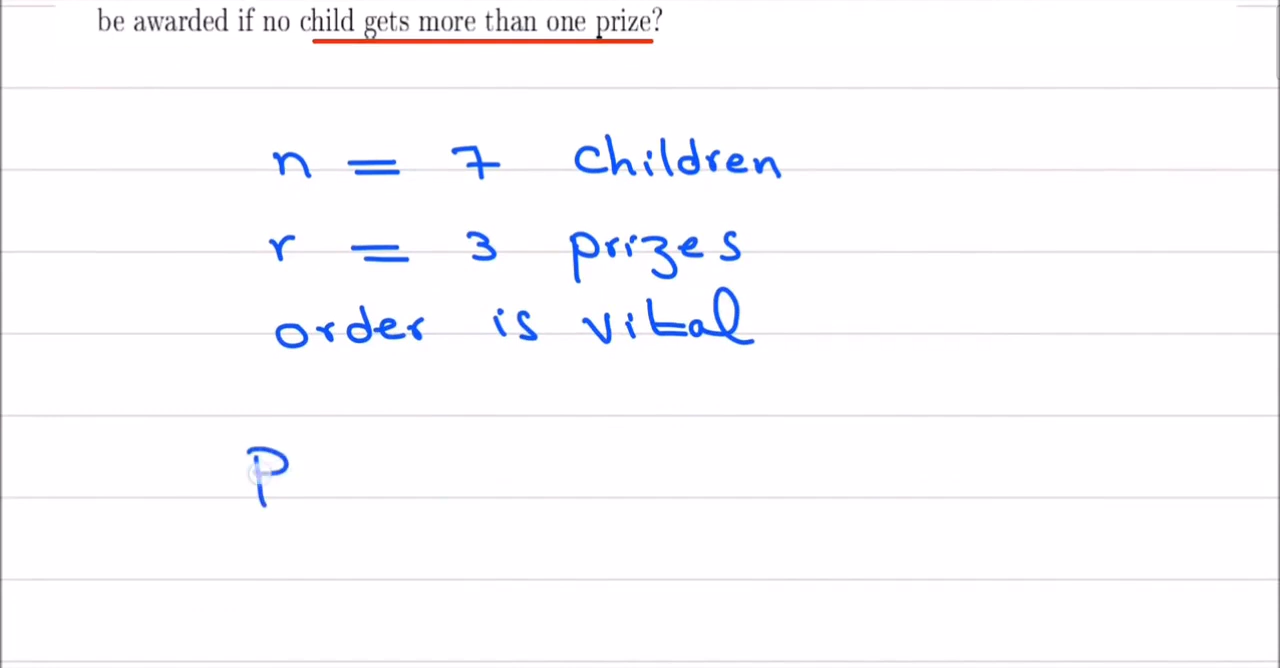 be awarded if no child gets more than one prize?
n = 7 children
r = 3 prizes
order is vital
P